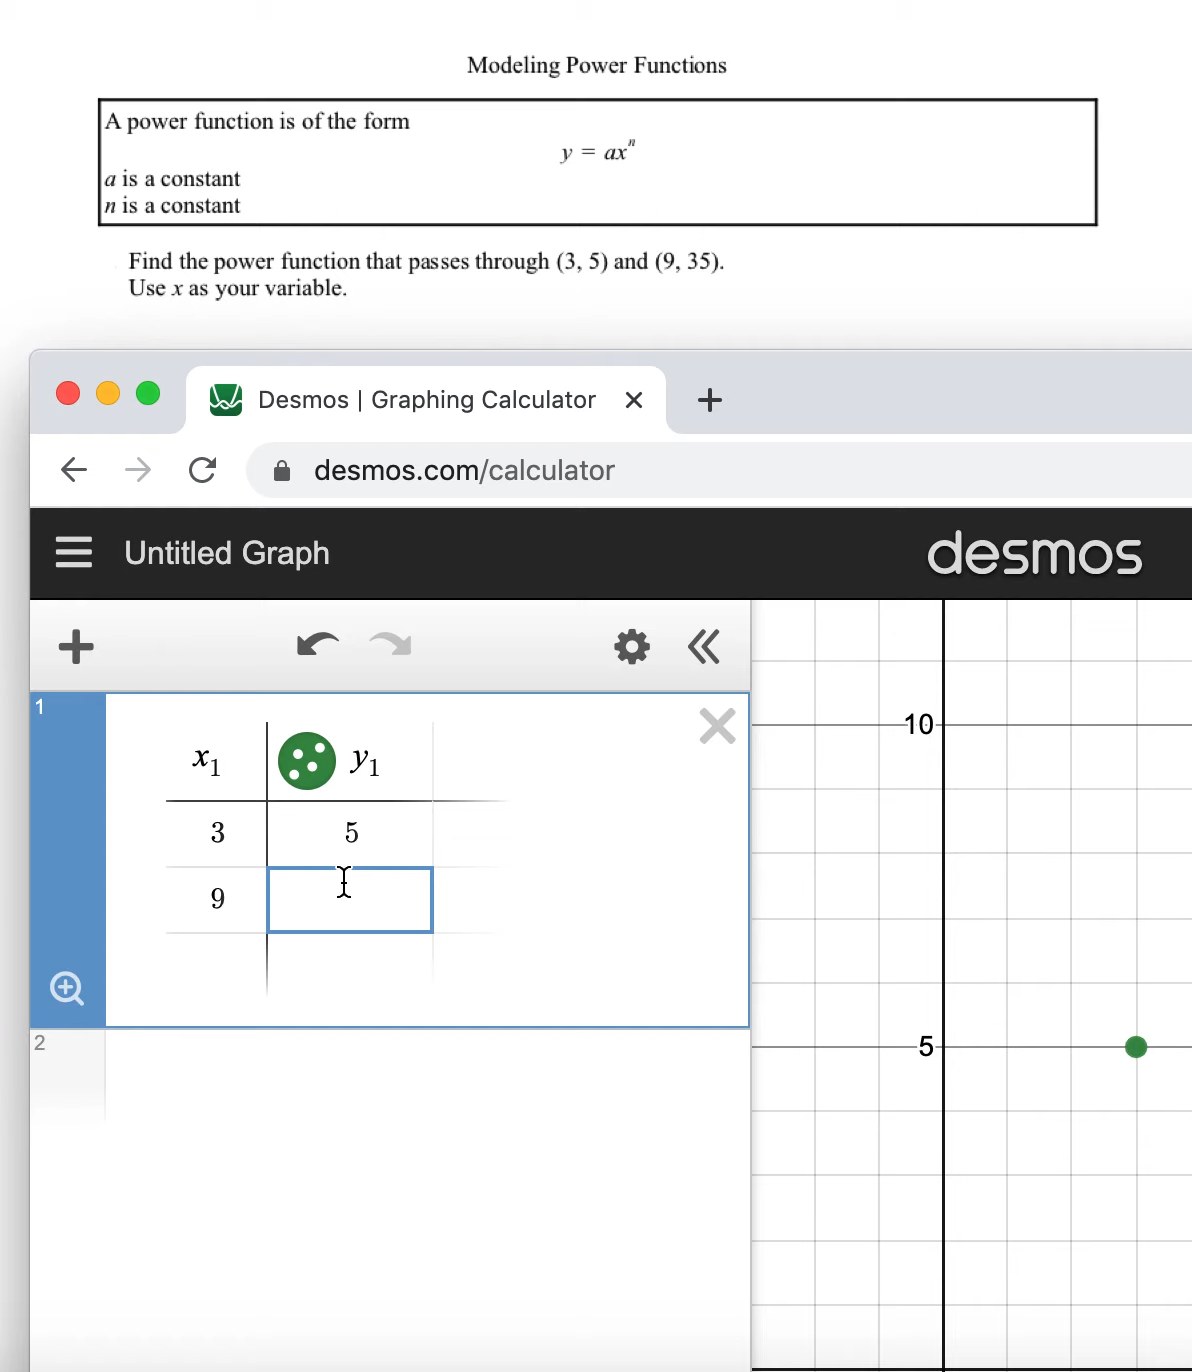 Modeling Power Functions
A power function is of the form
y = axⁿ
a is a constant
n is a constant
Find the power function that passes through (3, 5) and (9, 35).
Use x as your variable.
Desmos | Graphing Calculator
desmos.com/calculator
Untitled Graph
desmos
1
x₁ y₁
3 5
9
2
10
5